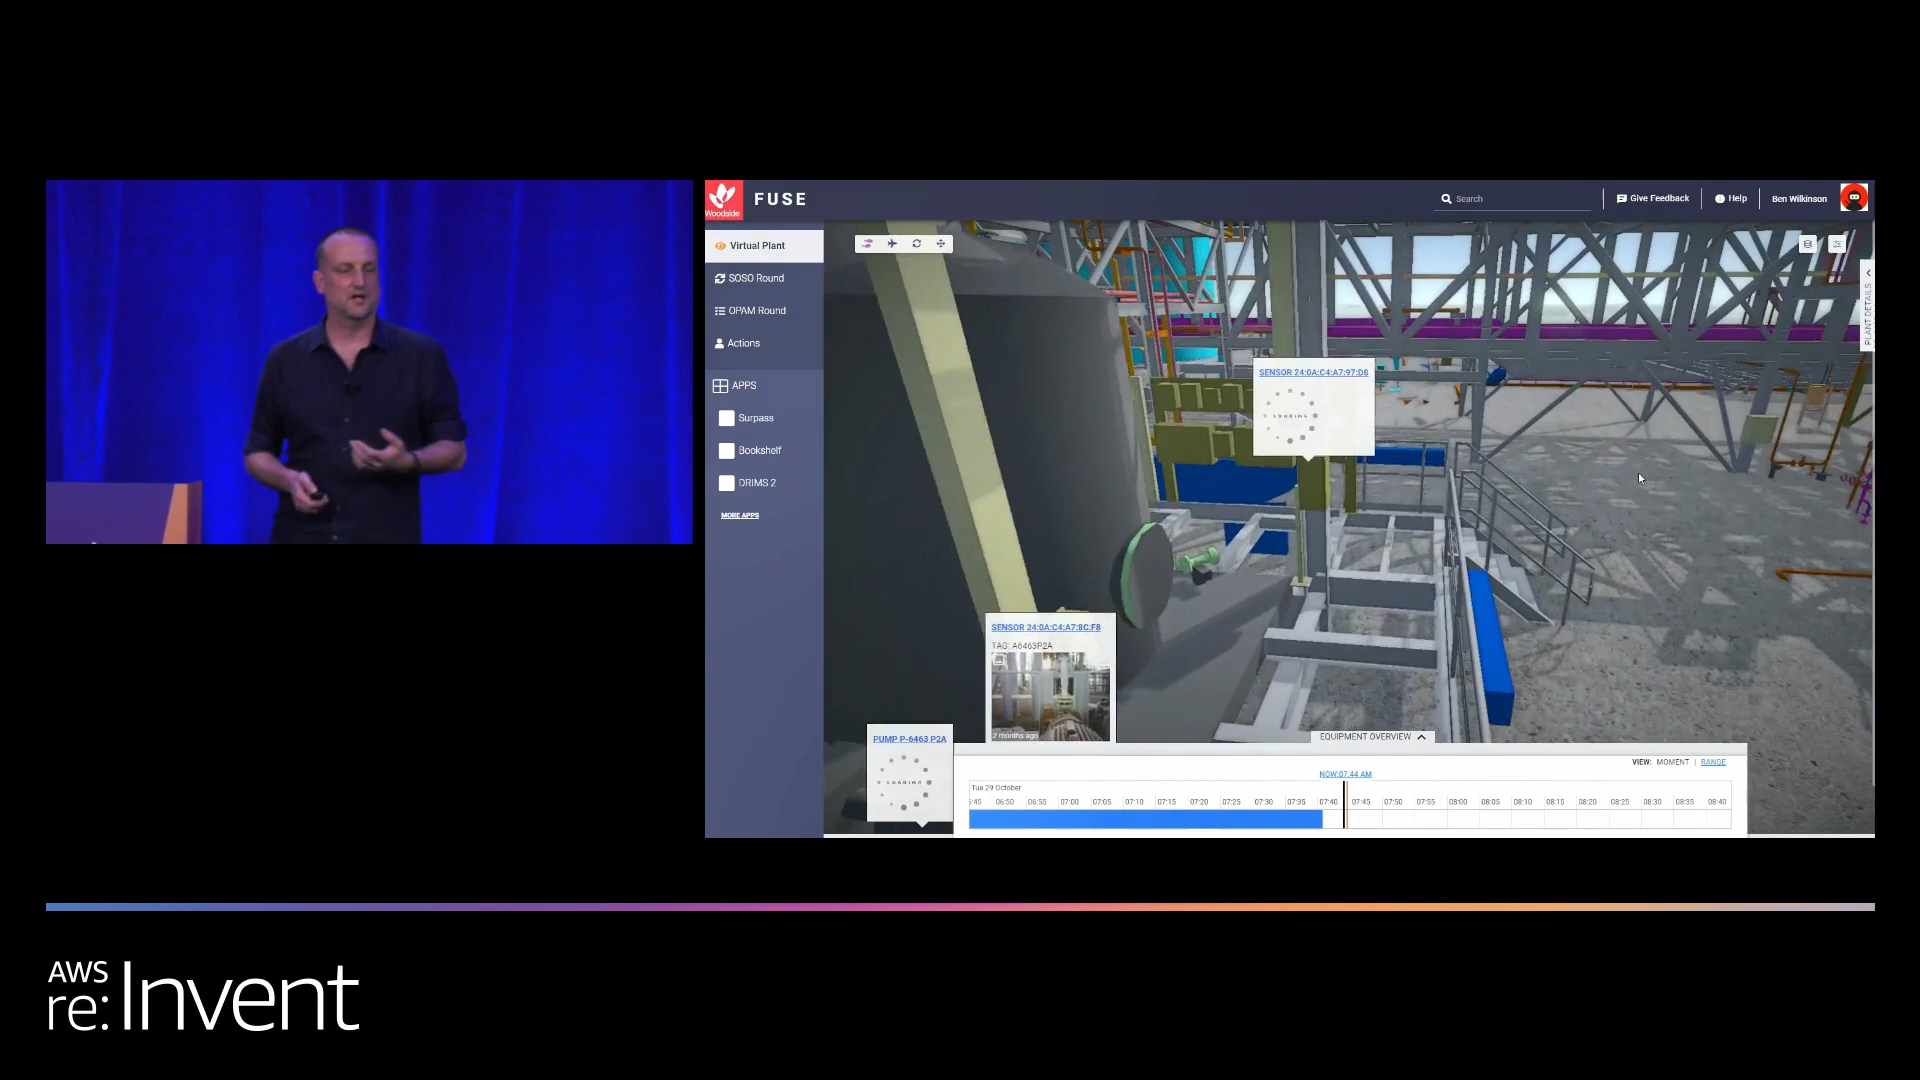 Woodside
FUSE
Search
Give Feedback
Help
Ben Wilkinson
Virtual Plant
SOSO Round
OPAM Round
Actions
APPS
Surpass
Bookshelf
DRIMS 2
MORE APPS
PLANT DETAILS
SENSOR 24:0A:C4:A7:97:D8
LOADING
SENSOR 24:0A:C4:A7:8C:F8
TAG: A6463P2A
2 months ago
PUMP P-6463 P2A
LOADING
EQUIPMENT OVERVIEW
VIEW: MOMENT | RANGE
NOW 07:44 AM
Tue 29 October
06:50 06:55 07:00 07:05 07:10 07:15 07:20 07:25 07:30 07:35 07:40 07:45 07:50 07:55 08:00 08:05 08:10 08:15 08:20 08:25 08:30 08:35 08:40
AWS
re:Invent